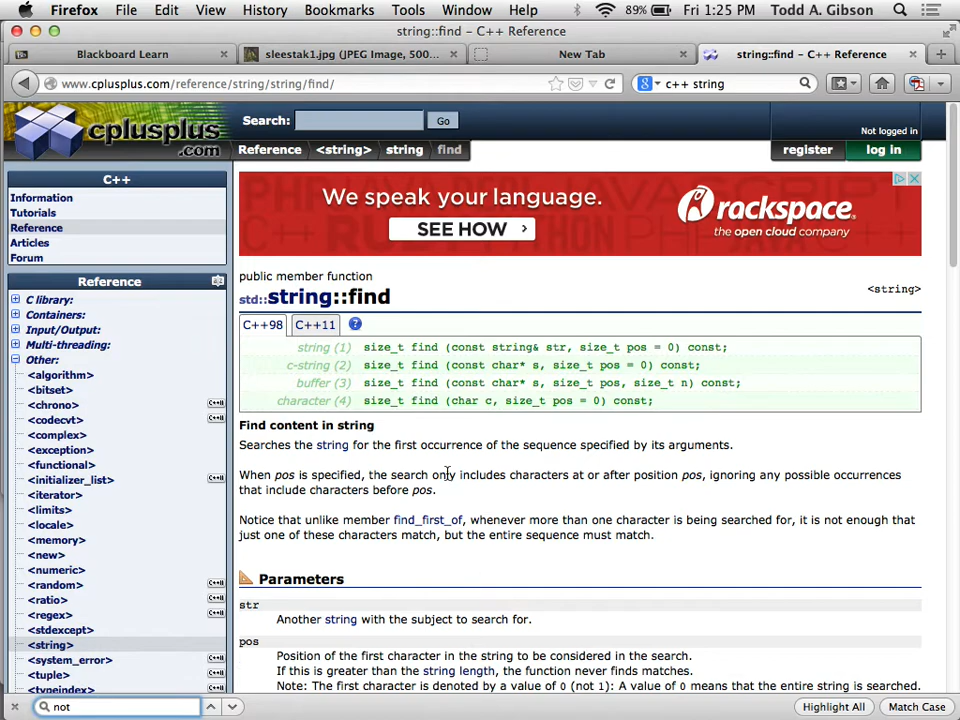 Firefox File Edit View History Bookmarks Tools Window Help 89% Fri 1:25 PM Todd A. Gibson
string::find - C++ Reference
Blackboard Learn
sleestak1.jpg (JPEG Image, 500...
New Tab
string::find - C++ Reference
www.cplusplus.com/reference/string/string/find/
c++ string
cplusplus
.com
Search:
Go
Not logged in
Reference <string> string find
register log in
C++
Information
Tutorials
Reference
Articles
Forum
Reference
C library:
Containers:
Input/Output:
Multi-threading:
Other:
<algorithm>
<bitset>
<chrono>
<codecvt>
<complex>
<exception>
<functional>
<initializer_list>
<iterator>
<limits>
<locale>
<memory>
<new>
<numeric>
<random>
<ratio>
<regex>
<stdexcept>
<string>
<system_error>
<tuple>
<typeindex>
We speak your language.
SEE HOW >
rackspace
the open cloud company
public member function
std::string::find
<string>
C++98 C++11 ?
string (1) size_t find (const string& str, size_t pos = 0) const;
c-string (2) size_t find (const char* s, size_t pos = 0) const;
buffer (3) size_t find (const char* s, size_t pos, size_t n) const;
character (4) size_t find (char c, size_t pos = 0) const;
Find content in string
Searches the string for the first occurrence of the sequence specified by its arguments.
When pos is specified, the search only includes characters at or after position pos, ignoring any possible occurrences
that include characters before pos.
Notice that unlike member find_first_of, whenever more than one character is being searched for, it is not enough that
just one of these characters match, but the entire sequence must match.
Parameters
str
Another string with the subject to search for.
pos
Position of the first character in the string to be considered in the search.
If this is greater than the string length, the function never finds matches.
Note: The first character is denoted by a value of 0 (not 1): A value of 0 means that the entire string is searched.
not
Highlight All Match Case